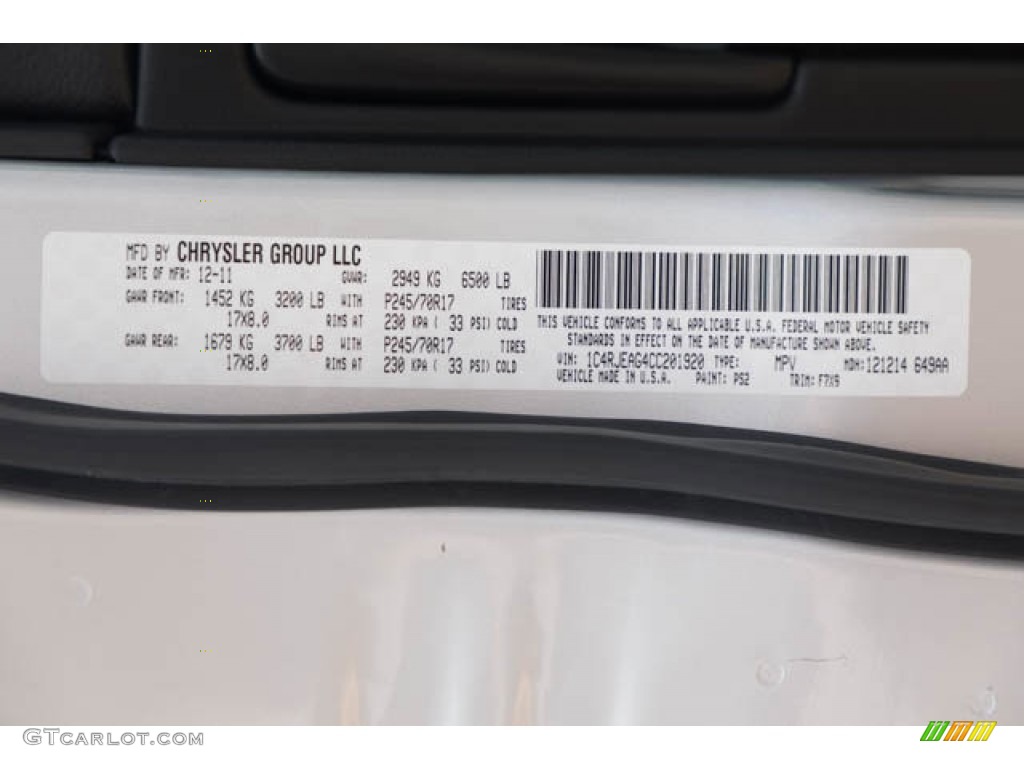 MFD BY CHRYSLER GROUP LLC
DATE OF MFR: 12-11 GVWR: 2949 KG 6500 LB
GAWR FRONT: 1452 KG 3200 LB WITH P245/70R17 TIRES
17X8.0 RIMS AT 230 KPA ( 33 PSI) COLD
GAWR REAR: 1679 KG 3700 LB WITH P245/70R17 TIRES
17X8.0 RIMS AT 230 KPA ( 33 PSI) COLD
THIS VEHICLE CONFORMS TO ALL APPLICABLE U.S.A. FEDERAL MOTOR VEHICLE SAFETY
STANDARDS IN EFFECT ON THE DATE OF MANUFACTURE SHOWN ABOVE.
VIN: 1C4RJEAG4CC201920 TYPE: MPV MDH:121214 649AA
VEHICLE MADE IN U.S.A. PAINT: PS2 TRIM: F7X9
GTCARLOT.COM